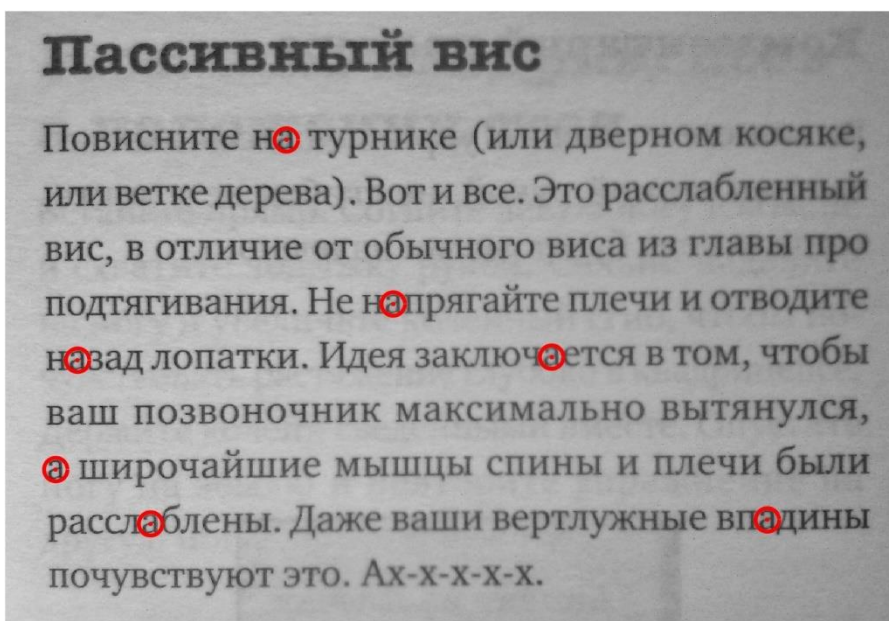 Пассивный вис
Повисните на турнике (или дверном косяке,
или ветке дерева). Вот и все. Это расслабленный
вис, в отличие от обычного виса из главы про
подтягивания. Не напрягайте плечи и отводите
назад лопатки. Идея заключается в том, чтобы
ваш позвоночник максимально вытянулся,
а широчайшие мышцы спины и плечи были
расслаблены. Даже ваши вертлужные впадины
почувствуют это. Ах-х-х-х-х.